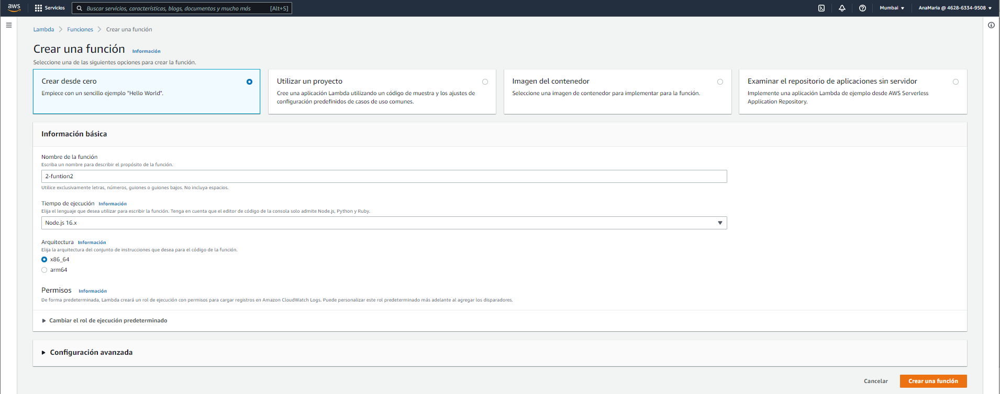 aws
Servicios
Buscar servicios, características, blogs, documentos y mucho más [Alt+S]
Mumbai
AnaMaria @ 4628-6334-9508
Lambda
Funciones
Crear una función
Crear una función Información
Seleccione una de las siguientes opciones para crear la función.
Crear desde cero
Empiece con un sencillo ejemplo "Hello World".
Utilizar un proyecto
Cree una aplicación Lambda utilizando un código de muestra y los ajustes de
configuración predefinidos de casos de uso comunes.
Imagen del contenedor
Seleccione una imagen de contenedor para implementar para la función.
Examinar el repositorio de aplicaciones sin servidor
Implemente una aplicación Lambda de ejemplo desde AWS Serverless
Application Repository.
Información básica
Nombre de la función
Escriba un nombre para describir el propósito de la función.
2-funtion2
Utilice exclusivamente letras, números, guiones o guiones bajos. No incluya espacios.
Tiempo de ejecución Información
Elija el lenguaje que desea utilizar para escribir la función. Tenga en cuenta que el editor de código de la consola solo admite Node.js, Python y Ruby.
Node.js 16.x
Arquitectura Información
Elija la arquitectura del conjunto de instrucciones que desea para el código de la función.
x86_64
arm64
Permisos Información
De forma predeterminada, Lambda creará un rol de ejecución con permisos para cargar registros en Amazon CloudWatch Logs. Puede personalizar este rol predeterminado más adelante al agregar los disparadores.
Cambiar el rol de ejecución predeterminado
Configuración avanzada
Cancelar
Crear una función